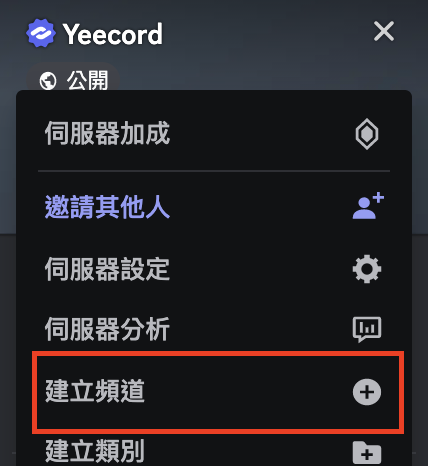 Yeecord
公開
伺服器加成
邀請其他人
伺服器設定
伺服器分析
建立頻道
建立類別